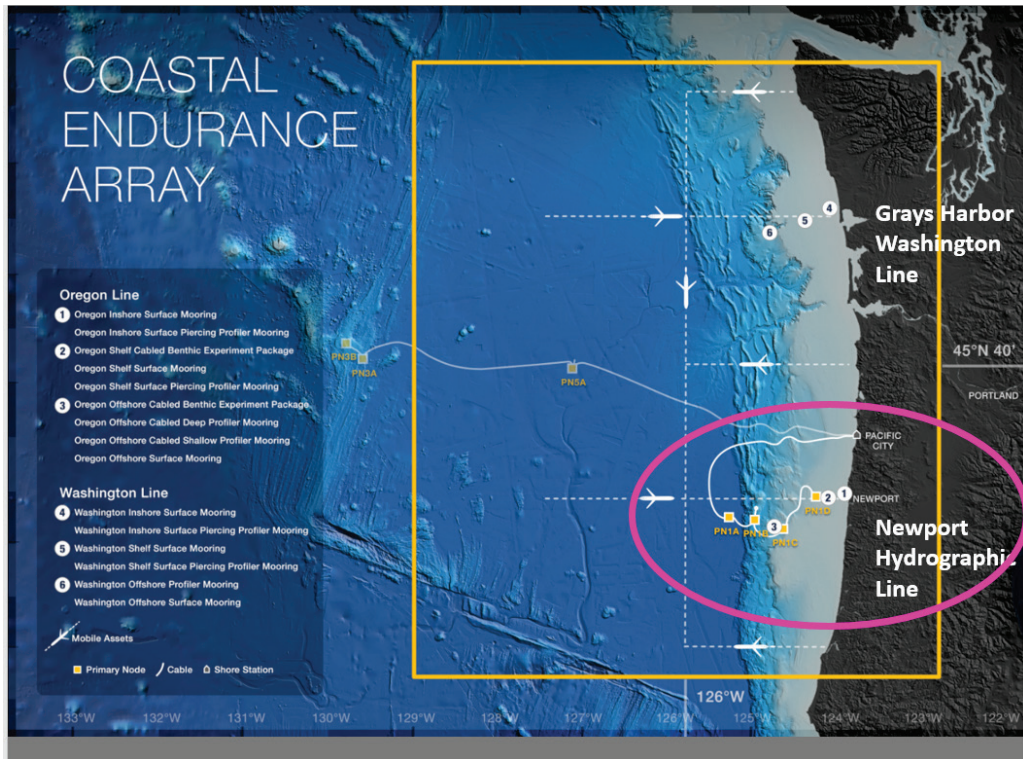 COASTAL
ENDURANCE
ARRAY
Grays Harbor
Washington
Line
4
5
6
Oregon Line
1 Oregon Inshore Surface Mooring
Oregon Inshore Surface Piercing Profiler Mooring
2 Oregon Shelf Cabled Benthic Experiment Package
Oregon Shelf Surface Mooring
Oregon Shelf Surface Piercing Profiler Mooring
3 Oregon Offshore Cabled Benthic Experiment Package
Oregon Offshore Cabled Deep Profiler Mooring
Oregon Offshore Cabled Shallow Profiler Mooring
Oregon Offshore Surface Mooring
Washington Line
4 Washington Inshore Surface Mooring
Washington Inshore Surface Piercing Profiler Mooring
5 Washington Shelf Surface Mooring
Washington Shelf Surface Piercing Profiler Mooring
6 Washington Offshore Profiler Mooring
Washington Offshore Surface Mooring
Mobile Assets
Primary Node Cable Shore Station
PN3B
PN3A
PN5A
45°N 40'
PORTLAND
PACIFIC
CITY
NEWPORT
1
2
PN1D
3
PN1A
PN1C
Newport
Hydrographic
Line
126°W
133°W 132°W 131°W 130°W 129°W 128°W 127°W 126°W 125°W 124°W 123°W 122°W